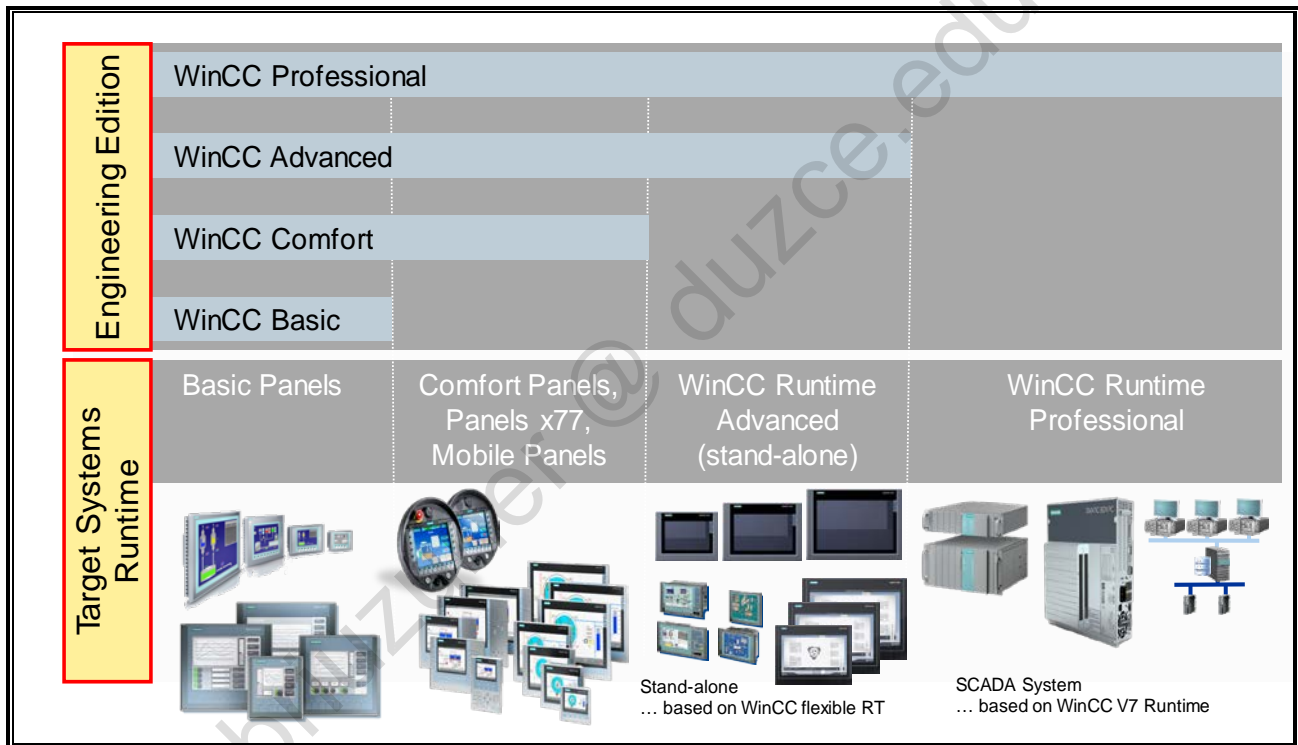 Engineering Edition
WinCC Professional
WinCC Advanced
WinCC Comfort
WinCC Basic
Target Systems
Runtime
Basic Panels
Comfort Panels,
Panels x77,
Mobile Panels
WinCC Runtime
Advanced
(stand-alone)
WinCC Runtime
Professional
Stand-alone
… based on WinCC flexible RT
SCADA System
… based on WinCC V7 Runtime
@ duzce.edu